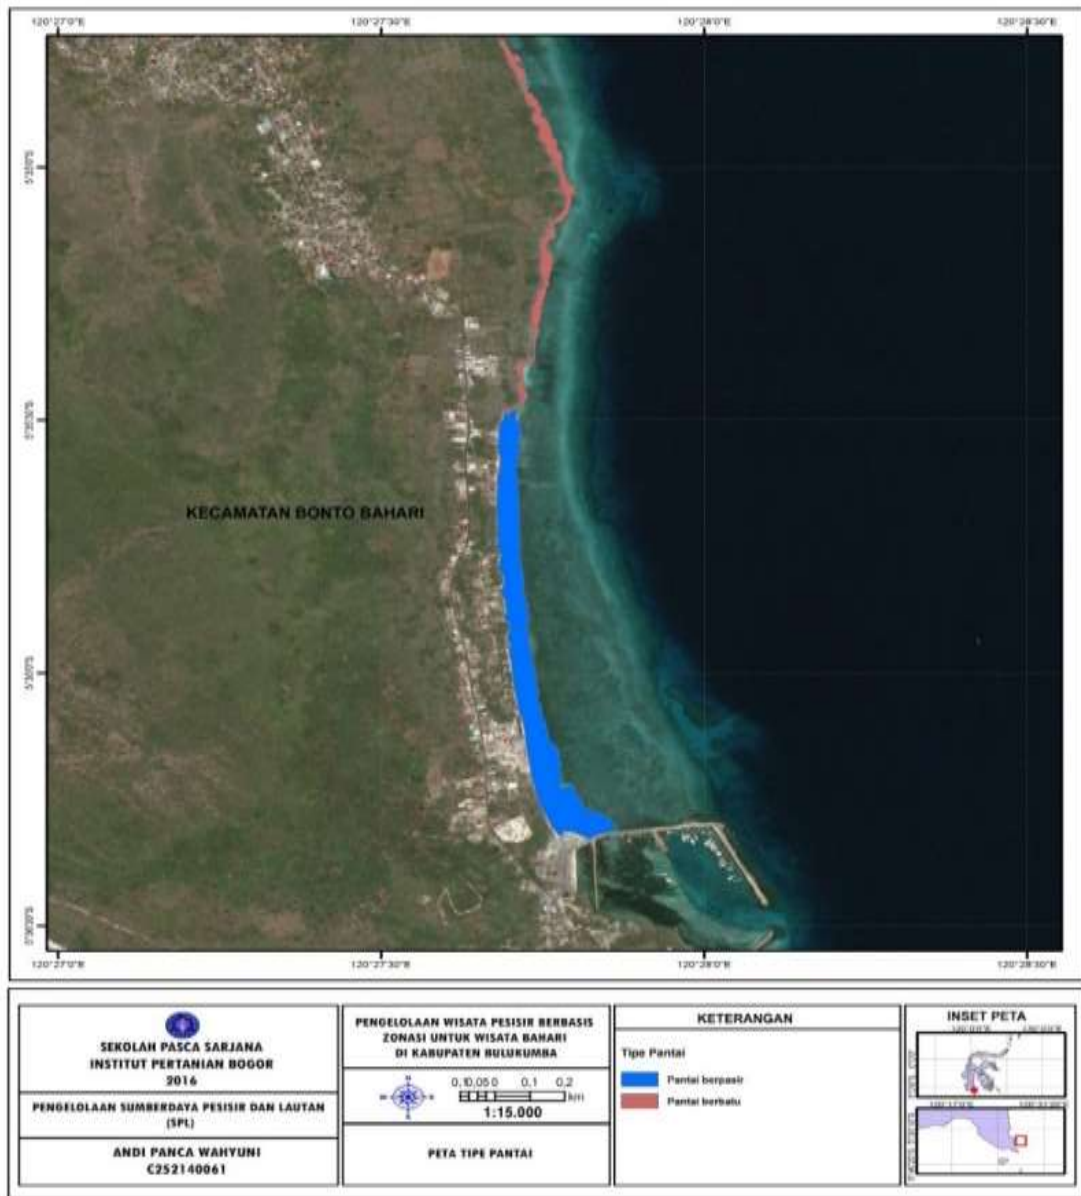 120°27'0"E 120°27'30"E 120°28'0"E 120°28'30"E
KECAMATAN BONTO BAHARI
120°27'0"E 120°27'30"E 120°28'0"E 120°28'30"E
SEKOLAH PASCA SARJANA
INSTITUT PERTANIAN BOGOR
2016
PENGELOLAAN SUMBERDAYA PESISIR DAN LAUTAN
(SPL)
ANDI PANCA WAHYUNI
C252140061
PENGELOLAAN WISATA PESISIR BERBASIS
ZONASI UNTUK WISATA BAHARI
DI KABUPATEN BULUKUMBA
N
W E
S
0,10,05 0 0,1 0,2
km
1:15.000
PETA TIPE PANTAI
KETERANGAN
Tipe Pantai
Pantai berpasir
Pantai berbatu
INSET PETA